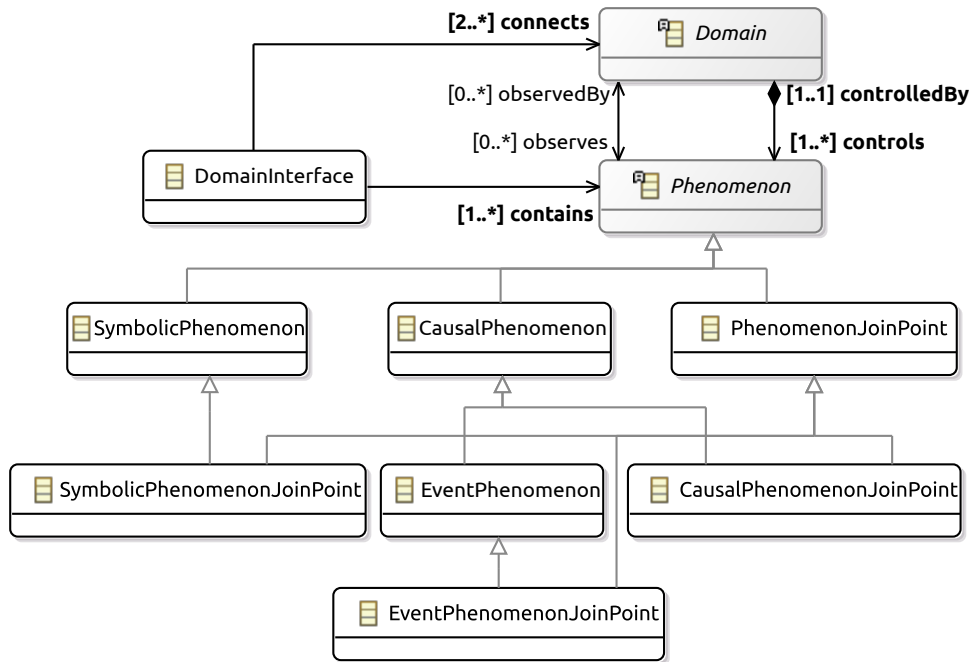 [2..*] connects
Domain
[0..*] observedBy
[1..1] controlledBy
[0..*] observes
[1..*] controls
DomainInterface
Phenomenon
[1..*] contains
SymbolicPhenomenon
CausalPhenomenon
PhenomenonJoinPoint
SymbolicPhenomenonJoinPoint
EventPhenomenon
CausalPhenomenonJoinPoint
EventPhenomenonJoinPoint